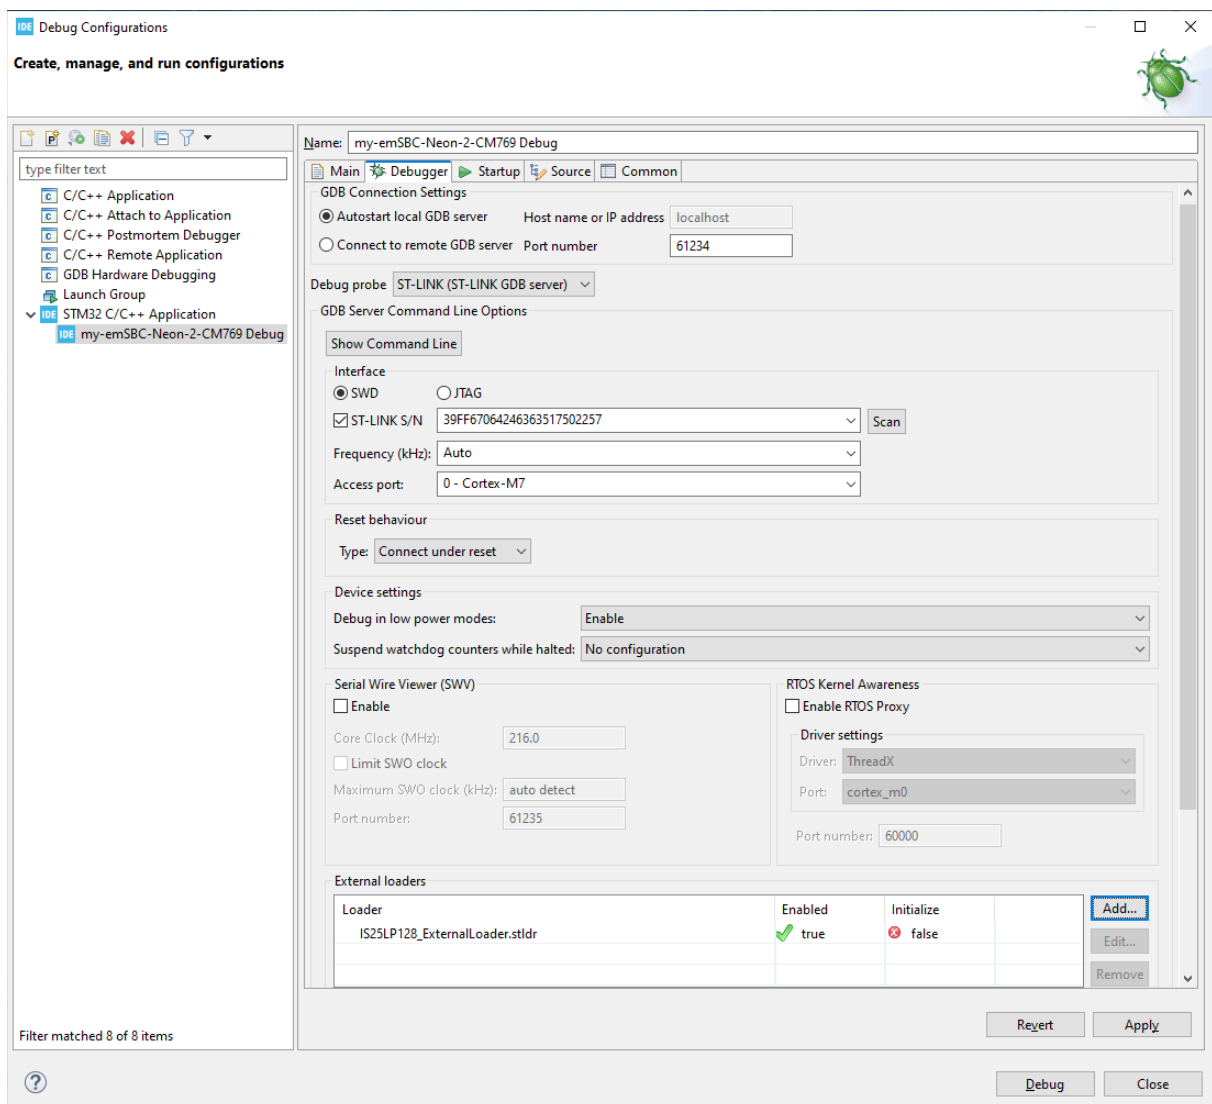 IDE Debug Configurations
Create, manage, and run configurations
type filter text
C/C++ Application
C/C++ Attach to Application
C/C++ Postmortem Debugger
C/C++ Remote Application
GDB Hardware Debugging
Launch Group
IDE STM32 C/C++ Application
IDE my-emSBC-Neon-2-CM769 Debug
Filter matched 8 of 8 items
Name: my-emSBC-Neon-2-CM769 Debug
Main Debugger Startup Source Common
GDB Connection Settings
Autostart local GDB server Host name or IP address localhost
Connect to remote GDB server Port number 61234
Debug probe ST-LINK (ST-LINK GDB server)
GDB Server Command Line Options
Show Command Line
Interface
SWD JTAG
ST-LINK S/N 39FF67064246363517502257 Scan
Frequency (kHz): Auto
Access port: 0 - Cortex-M7
Reset behaviour
Type: Connect under reset
Device settings
Debug in low power modes: Enable
Suspend watchdog counters while halted: No configuration
Serial Wire Viewer (SWV)
Enable
Core Clock (MHz): 216.0
Limit SWO clock
Maximum SWO clock (kHz): auto detect
Port number: 61235
RTOS Kernel Awareness
Enable RTOS Proxy
Driver settings
Driver: ThreadX
Port: cortex_m0
Port number: 60000
External loaders
Loader Enabled Initialize
IS25LP128_ExternalLoader.stldr true false
Add...
Edit...
Remove
Revert Apply
Debug Close